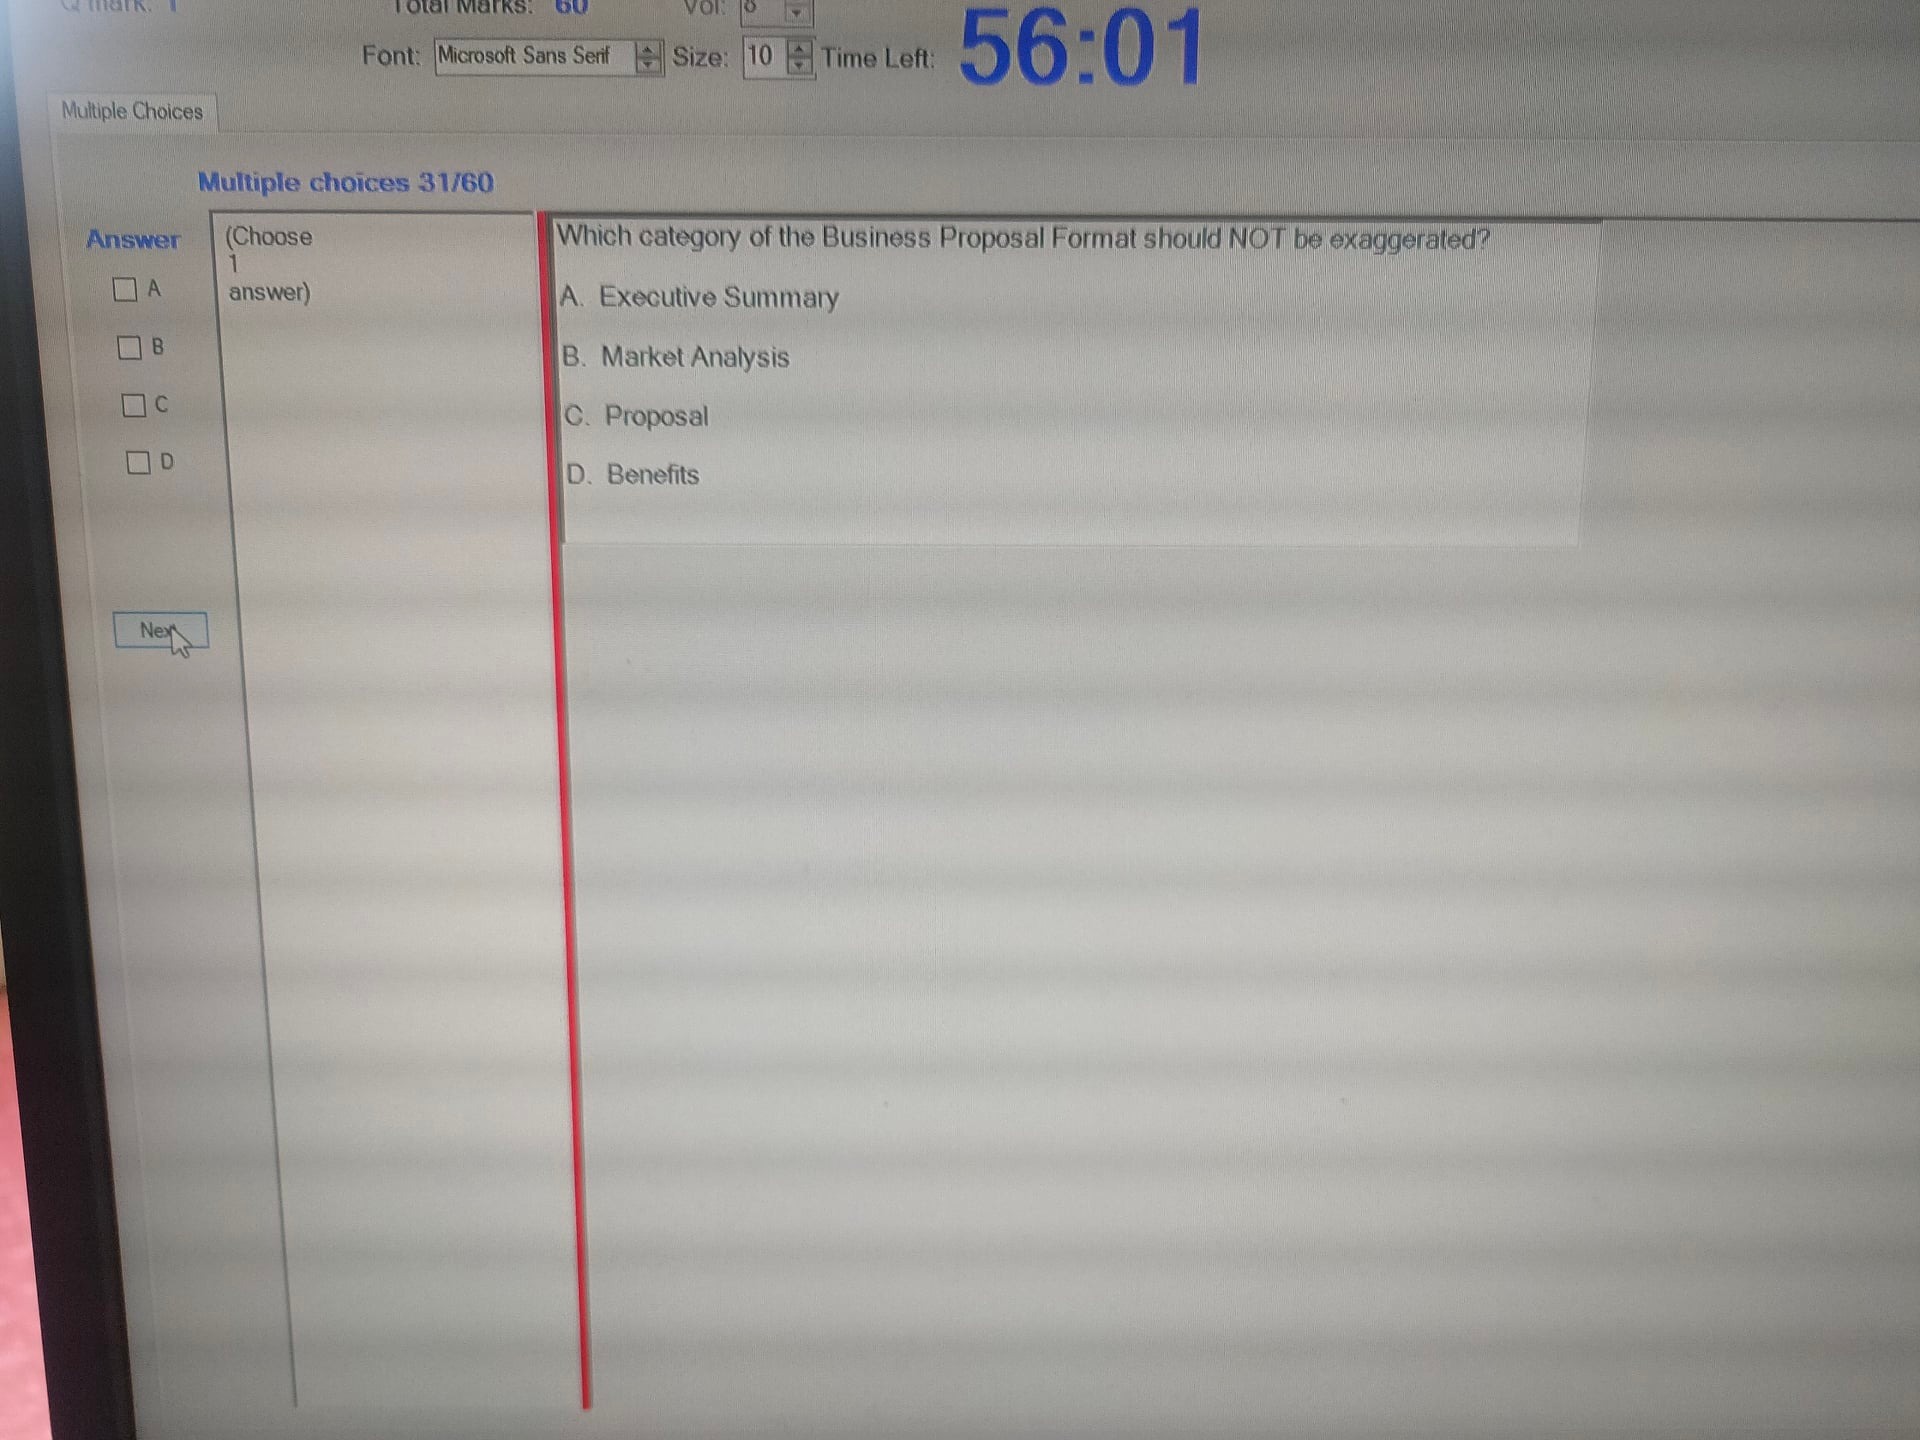 mark: 1 Total Marks: 60 Vol: 8
Font: Microsoft Sans Serif Size: 10 Time Left: 56:01
Multiple Choices
Multiple choices 31/60
Answer
(Choose
1
answer)
A
B
C
D
Next
Which category of the Business Proposal Format should NOT be exaggerated?
A. Executive Summary
B. Market Analysis
C. Proposal
D. Benefits